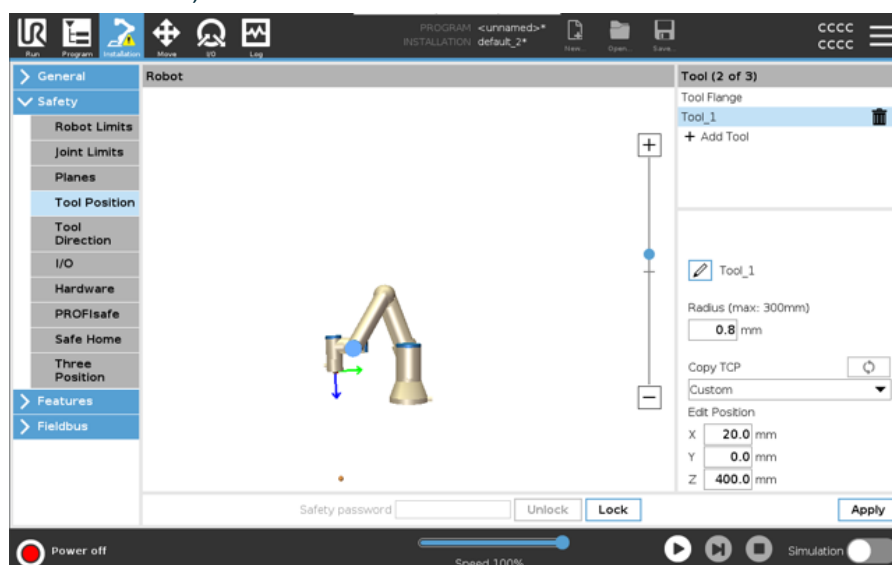 PROGRAM <unnamed>*
INSTALLATION default_2*
UR
Run
Program
Installation
Move
I/O
Log
New...
Open...
Save...
CCCC
CCCC
General
Safety
Robot Limits
Joint Limits
Planes
Tool Position
Tool
Direction
I/O
Hardware
PROFIsafe
Safe Home
Three
Position
Features
Fieldbus
Robot
Safety password
Unlock
Lock
Tool (2 of 3)
Tool Flange
Tool_1
Add Tool
Tool_1
Radius (max: 300mm)
0.8 mm
Copy TCP
Custom
Edit Position
X 20.0 mm
Y 0.0 mm
Z 400.0 mm
Apply
Power off
Speed 100%
Simulation